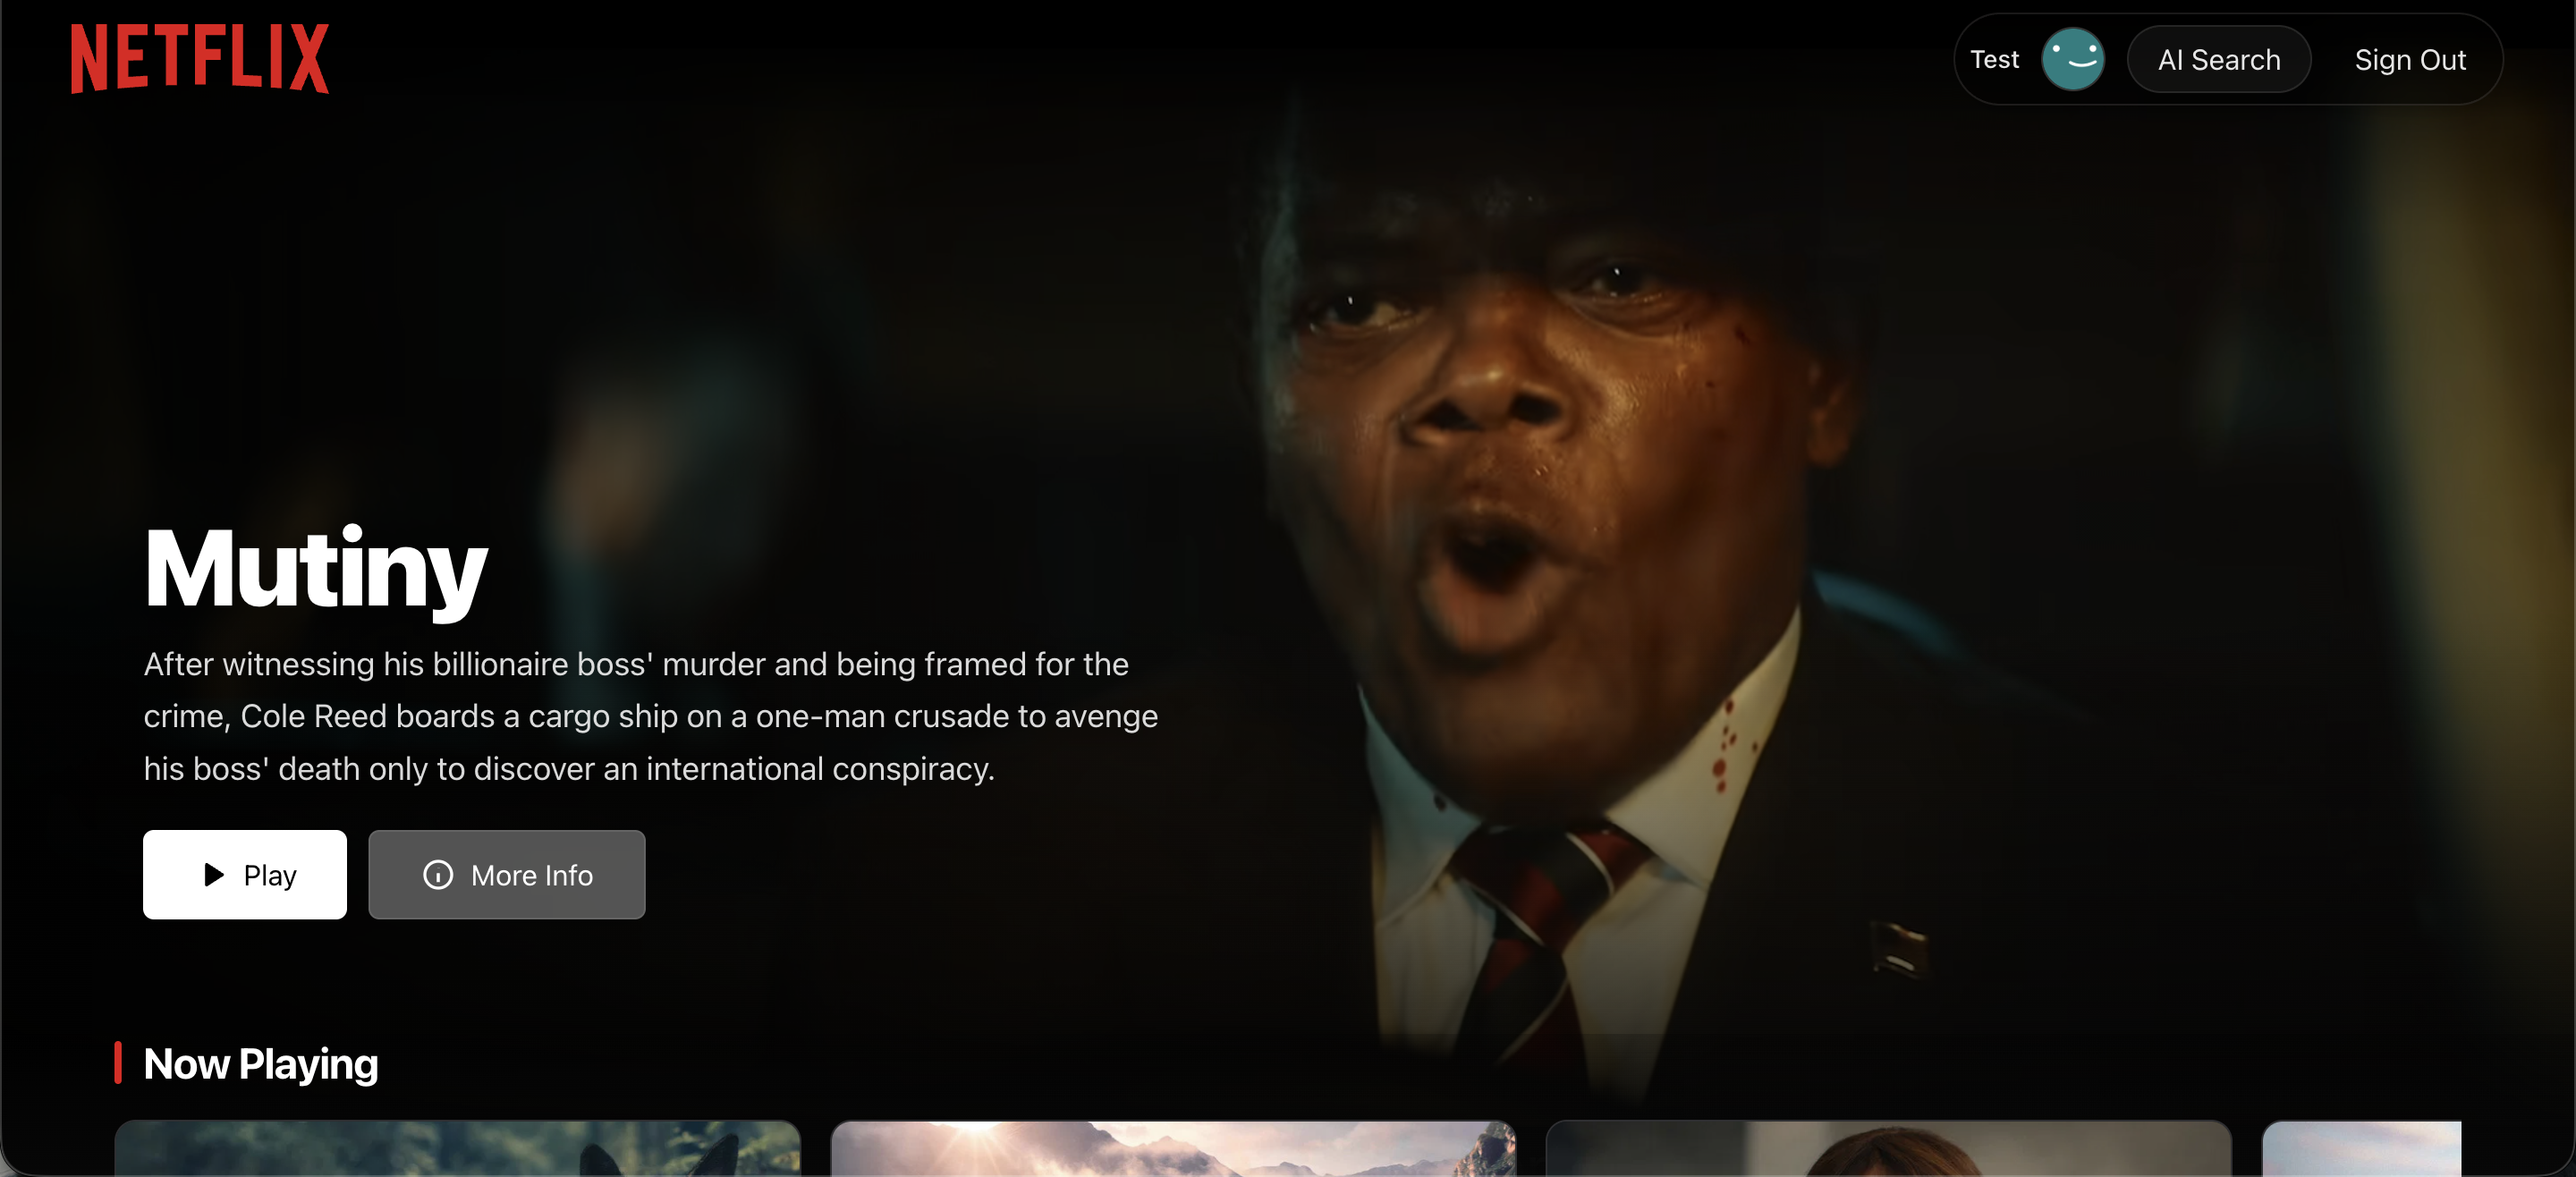 NETFLIX
Test
AI Search
Sign Out
Mutiny
After witnessing his billionaire boss' murder and being framed for the
crime, Cole Reed boards a cargo ship on a one-man crusade to avenge
his boss' death only to discover an international conspiracy.
Play
More Info
Now Playing